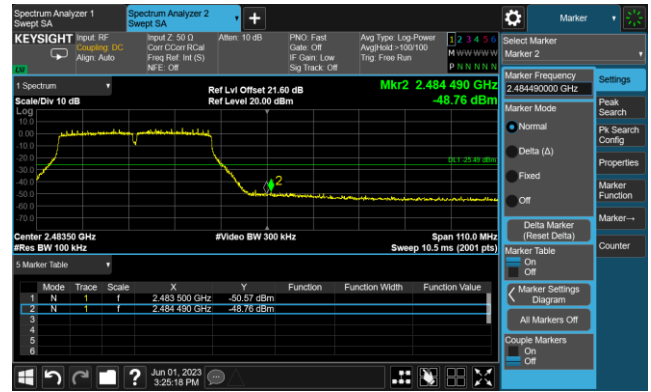 Spectrum Analyzer 1
Swept SA
Spectrum Analyzer 2
Swept SA
Marker
KEYSIGHT
Input: RF
Coupling: DC
Align: Auto
Input Z: 50 Ω
Corr CCorr RCal
Freq Ref: Int (S)
NFE: Off
Atten: 10 dB
PNO: Fast
Gate: Off
IF Gain: Low
Sig Track: Off
Avg Type: Log-Power
Avg|Hold:>100/100
Trig: Free Run
1 2 3 4 5 6
M W W W W W
P N N N N N
Select Marker
Marker 2
1 Spectrum
Scale/Div 10 dB
Log
Ref Lvl Offset 21.60 dB
Ref Level 20.00 dBm
Mkr2 2.484 490 GHz
-48.76 dBm
10.0
0.00
-10.0
-20.0
-30.0
-40.0
-50.0
-60.0
-70.0
DL1 -25.49 dBm
2
Center 2.48350 GHz
#Res BW 100 kHz
#Video BW 300 kHz
Span 110.0 MHz
Sweep 10.5 ms (2001 pts)
5 Marker Table
Mode Trace Scale X Y Function Function Width Function Value
1 N 1 f 2.483 500 GHz -50.57 dBm
2 N 1 f 2.484 490 GHz -48.76 dBm
3
4
5
6
Marker Frequency
2.484490000 GHz
Marker Mode
Normal
Delta (Δ)
Fixed
Off
Delta Marker
(Reset Delta)
Marker Table
On
Off
Marker Settings
Diagram
All Markers Off
Couple Markers
On
Off
Settings
Peak
Search
Pk Search
Config
Properties
Marker
Function
Marker→
Counter
Jun 01, 2023
3:25:18 PM